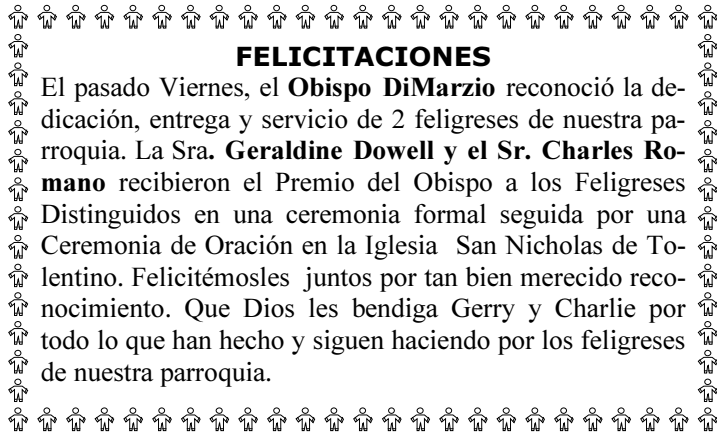 FELICITACIONES
El pasado Viernes, el Obispo DiMarzio reconoció la de-
dicación, entrega y servicio de 2 feligreses de nuestra pa-
rroquia. La Sra. Geraldine Dowell y el Sr. Charles Ro-
mano recibieron el Premio del Obispo a los Feligreses
Distinguidos en una ceremonia formal seguida por una
Ceremonia de Oración en la Iglesia  San Nicholas de To-
lentino. Felicitémosles  juntos por tan bien merecido reco-
nocimiento. Que Dios les bendiga Gerry y Charlie por
todo lo que han hecho y siguen haciendo por los feligreses
de nuestra parroquia.